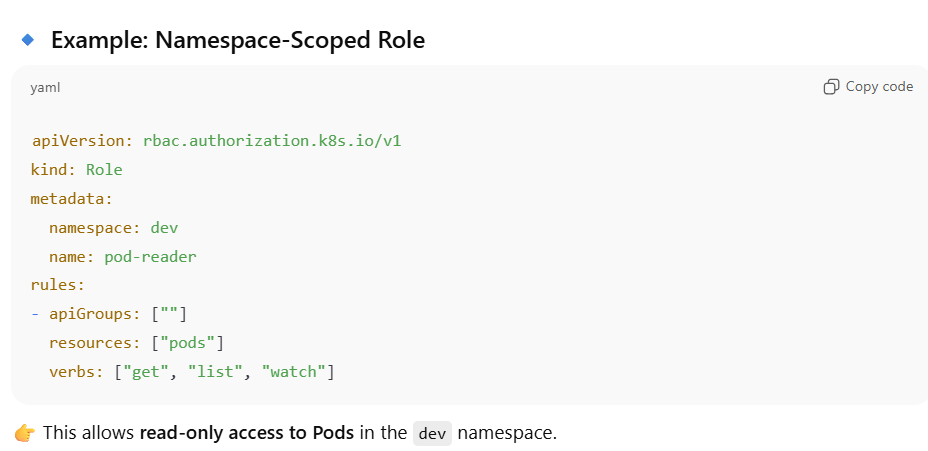 Example: Namespace-Scoped Role
yaml
Copy code
apiVersion: rbac.authorization.k8s.io/v1
kind: Role
metadata:
  namespace: dev
  name: pod-reader
rules:
- apiGroups: [""]
  resources: ["pods"]
  verbs: ["get", "list", "watch"]
👉 This allows read-only access to Pods in the dev namespace.